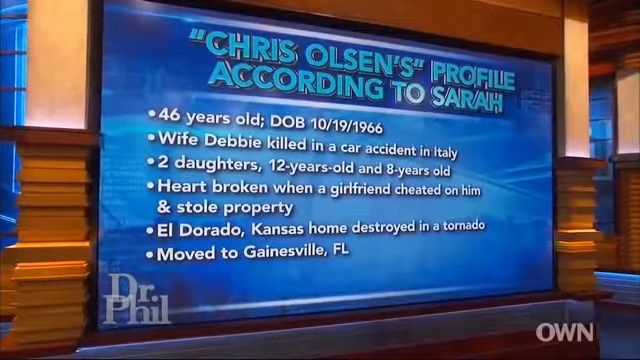 "CHRIS OLSEN'S" PROFILE
ACCORDING TO SARAH
•46 years old; DOB 10/19/1966
•Wife Debbie killed in a car accident in Italy
•2 daughters, 12-years-old and 8-years old
•Heart broken when a girlfriend cheated on him
& stole property
•El Dorado, Kansas home destroyed in a tornado
•Moved to Gainesville, FL
Dr.
Phil
OWN